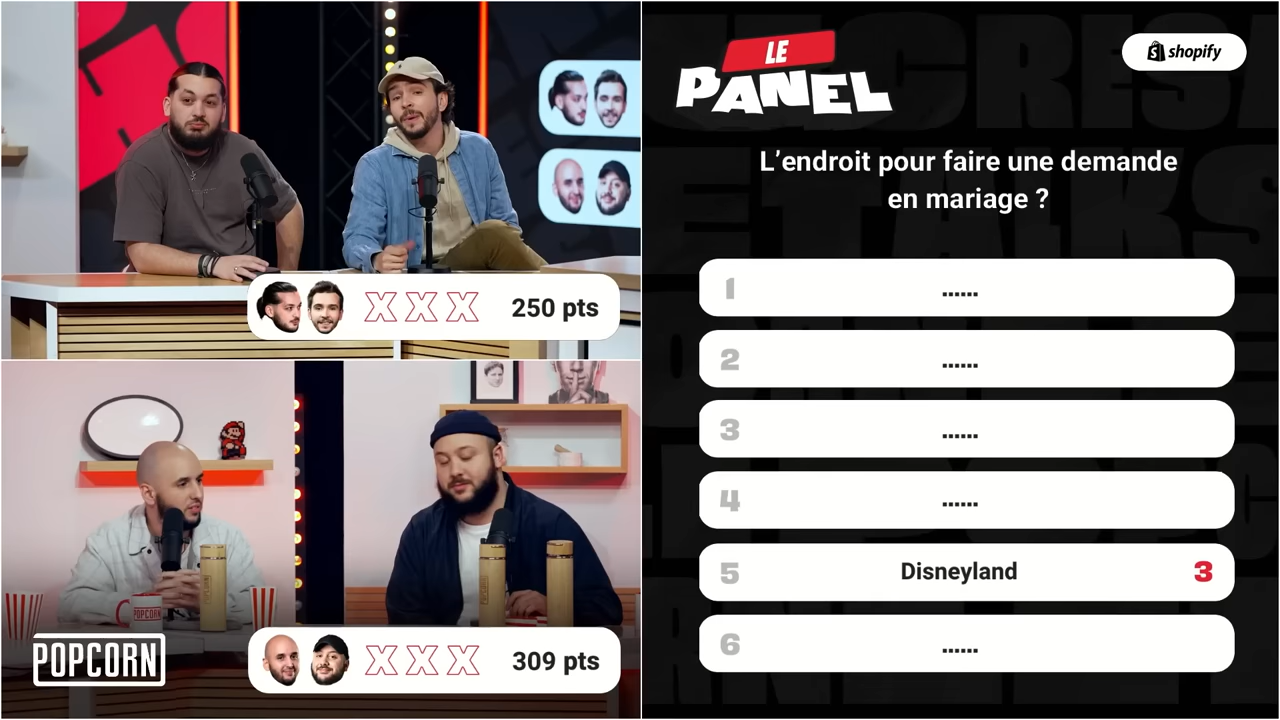 LE
PANEL
shopify
L’endroit pour faire une demande
en mariage ?
1 ......
2 ......
3 ......
4 ......
5 Disneyland 3
6 ......
X X X 250 pts
POPCORN
POPCORN
X X X 309 pts